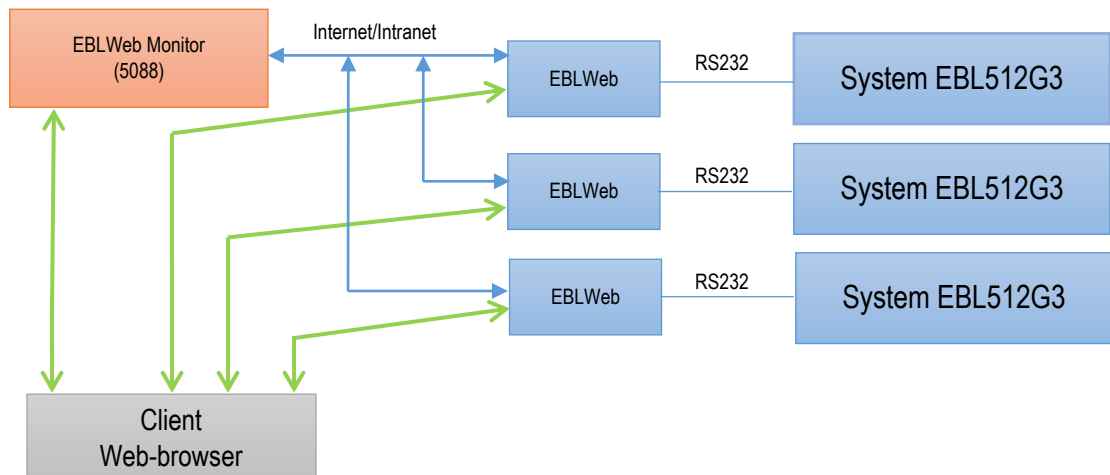 EBLWeb Monitor
(5088)
Internet/Intranet
EBLWeb
RS232
System EBL512G3
EBLWeb
RS232
System EBL512G3
EBLWeb
RS232
System EBL512G3
Client
Web-browser